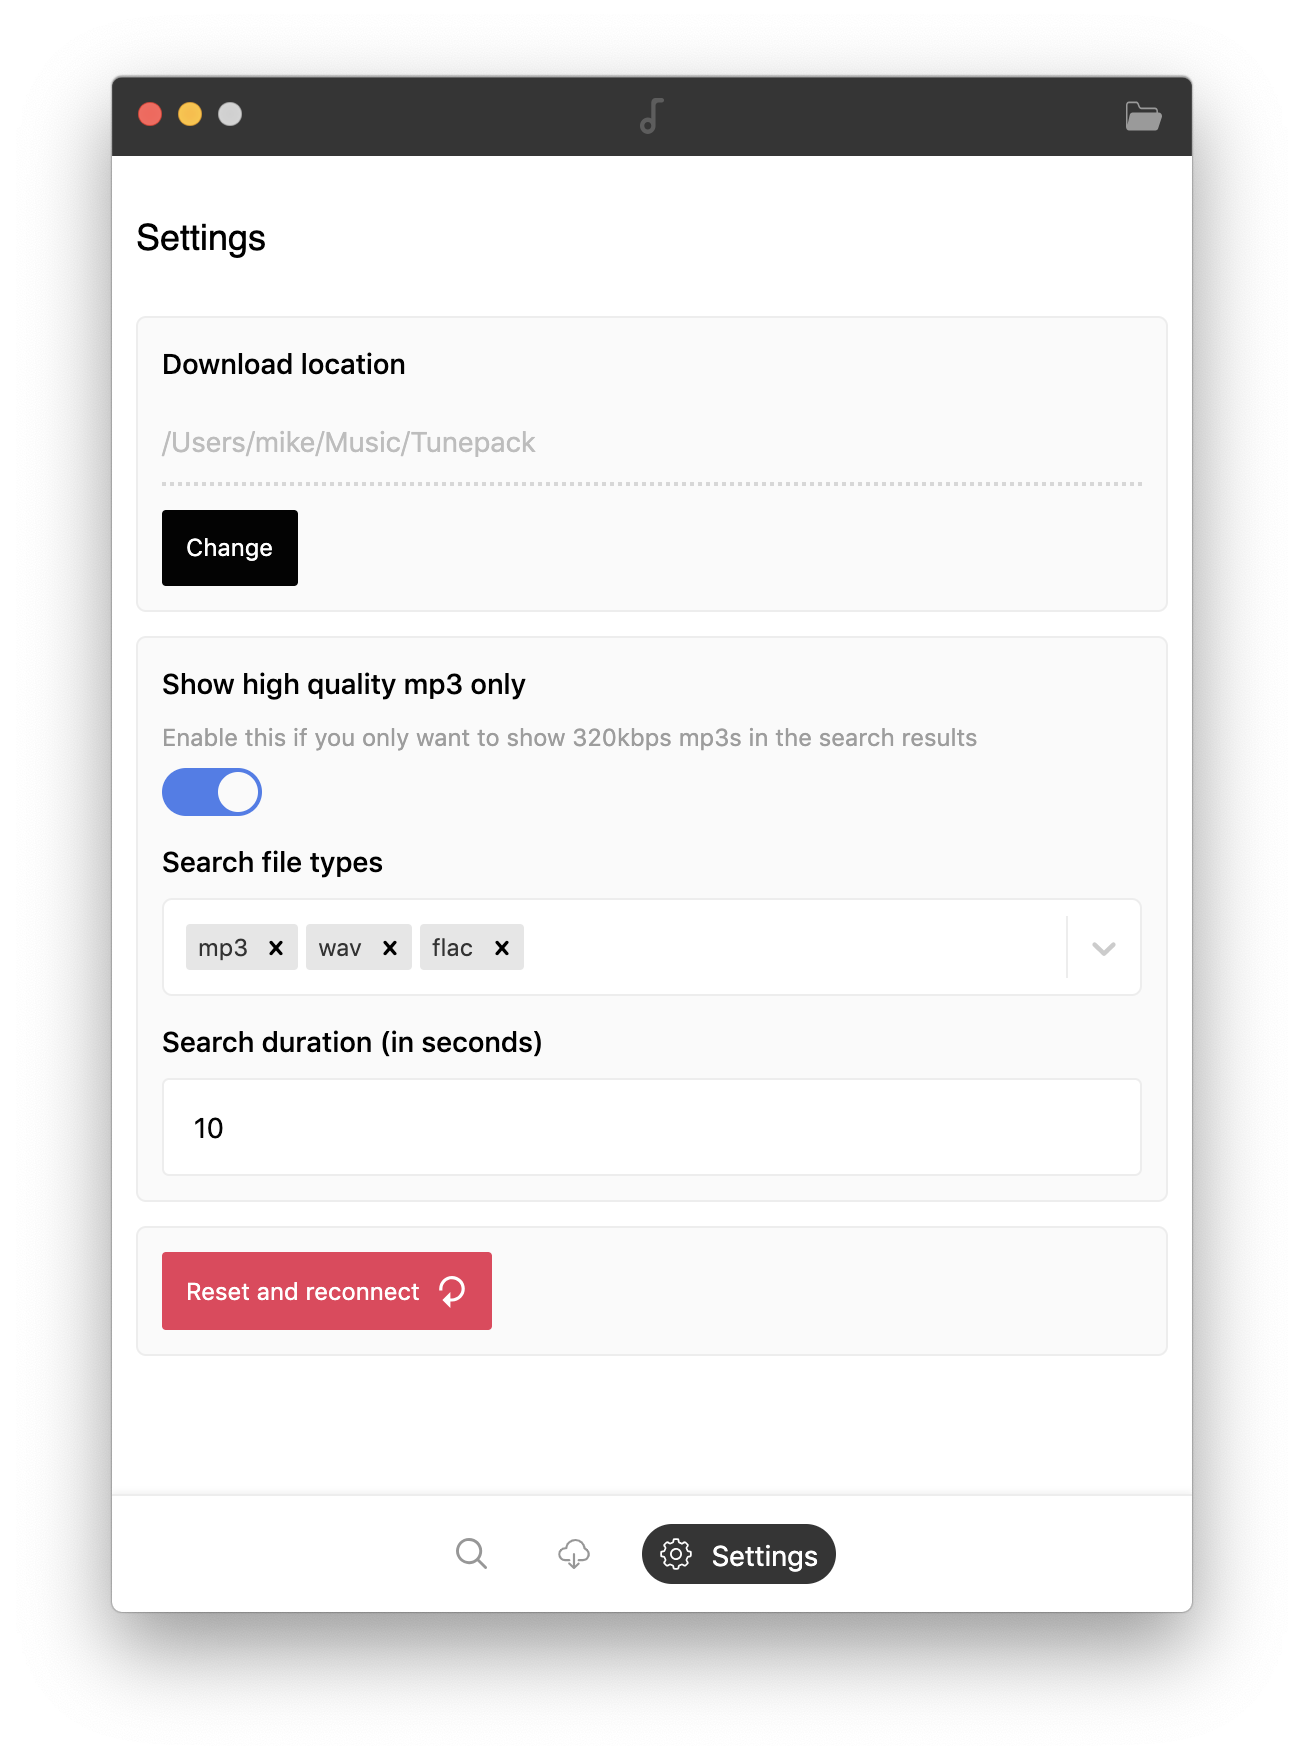 Settings
Download location
/Users/mike/Music/Tunepack
Change
Show high quality mp3 only
Enable this if you only want to show 320kbps mp3s in the search results
Search file types
mp3 wav flac
Search duration (in seconds)
10
Reset and reconnect
Settings